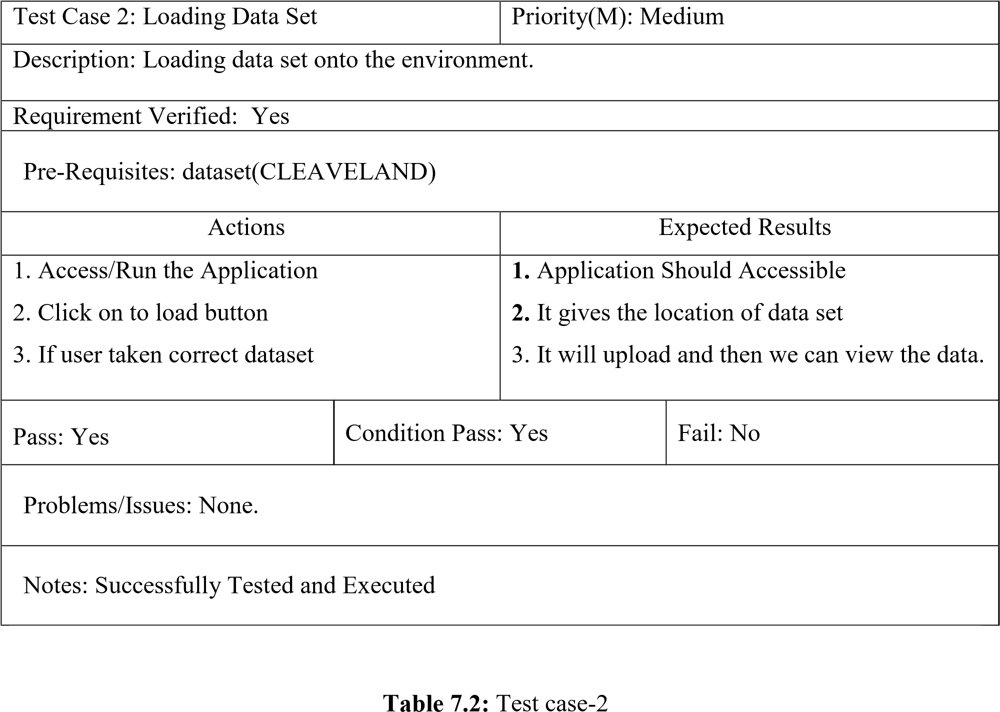 Test Case 2: Loading Data Set
Priority(M): Medium
Description: Loading data set onto the environment.
Requirement Verified: Yes
Pre-Requisites: dataset(CLEAVELAND)
Actions
Expected Results
1. Access/Run the Application
2. Click on to load button
3. If user taken correct dataset
1. Application Should Accessible
2. It gives the location of data set
3. It will upload and then we can view the data.
Pass: Yes
Condition Pass: Yes
Fail: No
Problems/Issues: None.
Notes: Successfully Tested and Executed
Table 7.2: Test case-2